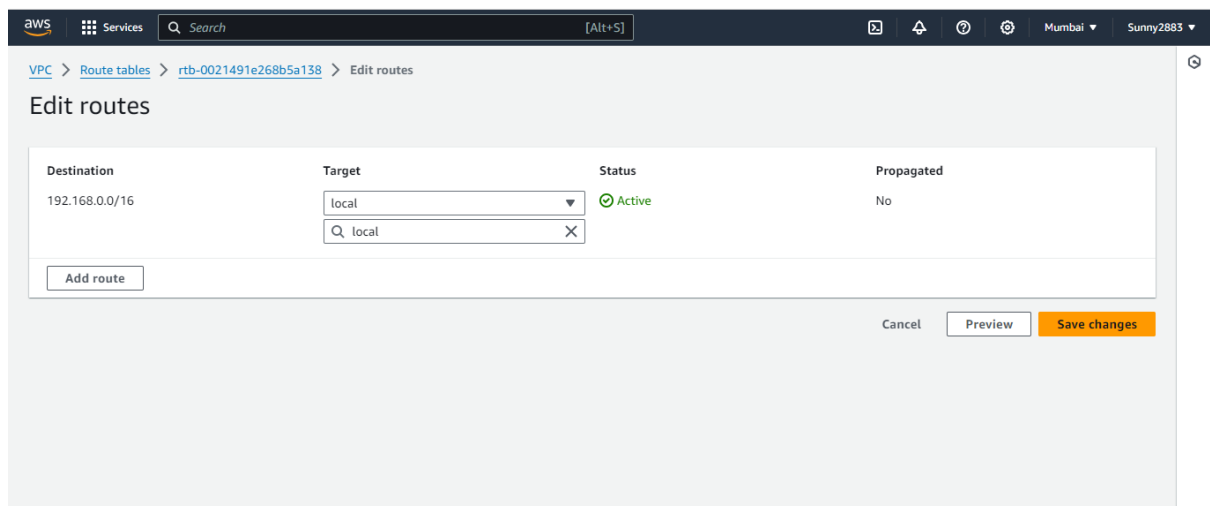 aws Services Search [Alt+S] Mumbai Sunny2883
VPC > Route tables > rtb-0021491e268b5a138 > Edit routes
Edit routes
Destination Target Status Propagated
192.168.0.0/16 local Active No
local
Add route
Cancel Preview Save changes